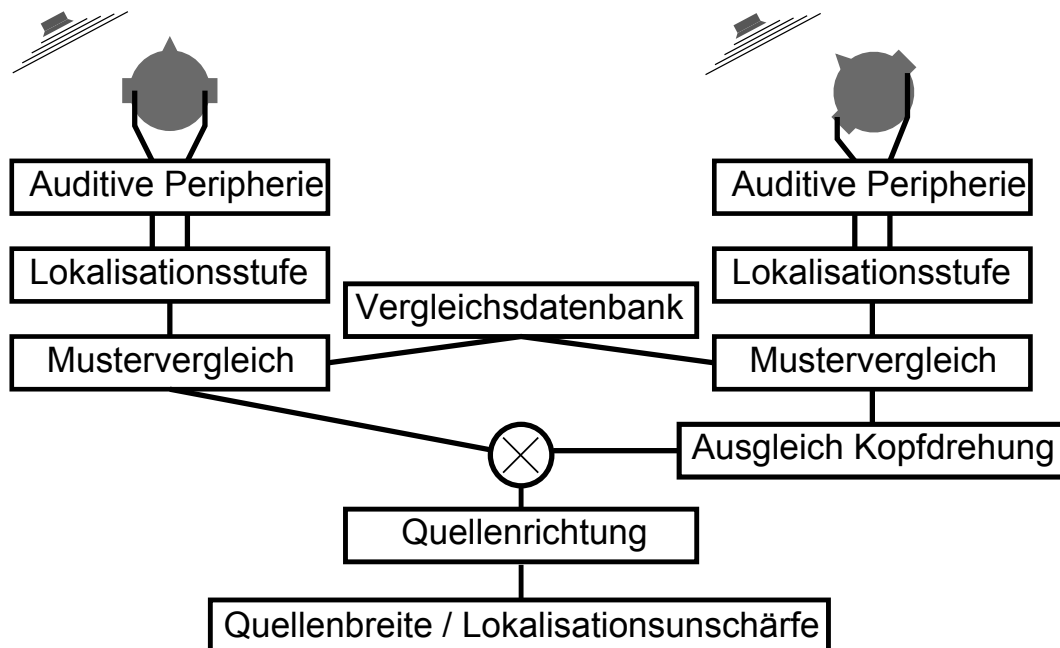 Auditive Peripherie
Auditive Peripherie
Lokalisationsstufe
Lokalisationsstufe
Vergleichsdatenbank
Mustervergleich
Mustervergleich
Ausgleich Kopfdrehung
Quellenrichtung
Quellenbreite / Lokalisationsunschärfe